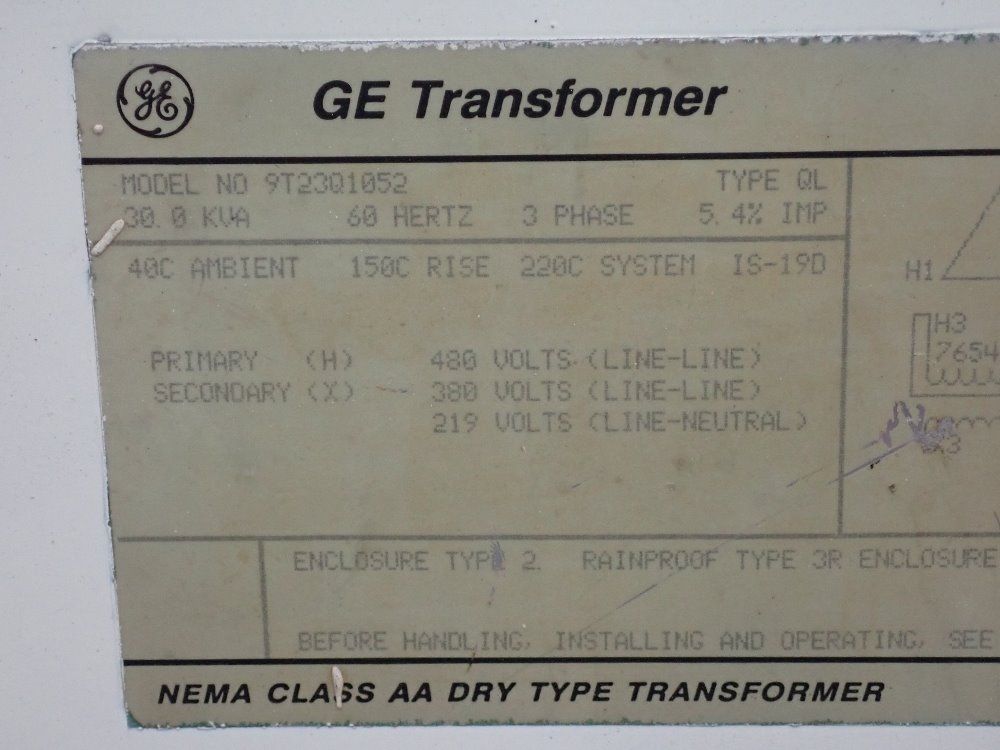 GE
GE Transformer
MODEL NO 9T23Q1052 TYPE QL
30.0 KVA 60 HERTZ 3 PHASE 5.4% IMP
40C AMBIENT 150C RISE 220C SYSTEM IS-19D
PRIMARY (H) 480 VOLTS (LINE-LINE)
SECONDARY (X) 380 VOLTS (LINE-LINE)
219 VOLTS (LINE-NEUTRAL)
H1
H3
7654
X3
ENCLOSURE TYPE 2. RAINPROOF TYPE 3R ENCLOSURE
BEFORE HANDLING, INSTALLING AND OPERATING, SEE
NEMA CLASS AA DRY TYPE TRANSFORMER